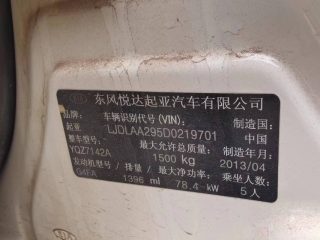 东风悦达起亚汽车有限公司
品牌: 车辆识别代号(VIN): 制造国:
起亚 LJDLAA295D0219701 中国
整车型号: 最大允许总质量: 制造年月:
YQZ7142A 1500 kg 2013/04
发动机型号 / 排量 / 最大净功率: 乘坐人数:
G4FA 1396 ml 78.4 kW 5人